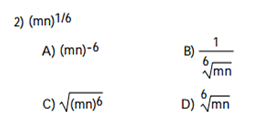 2) (mn)^1/6
A) (mn)^-6 B) 1/⁶√mn
C) √(mn)^6 D) ⁶√mn